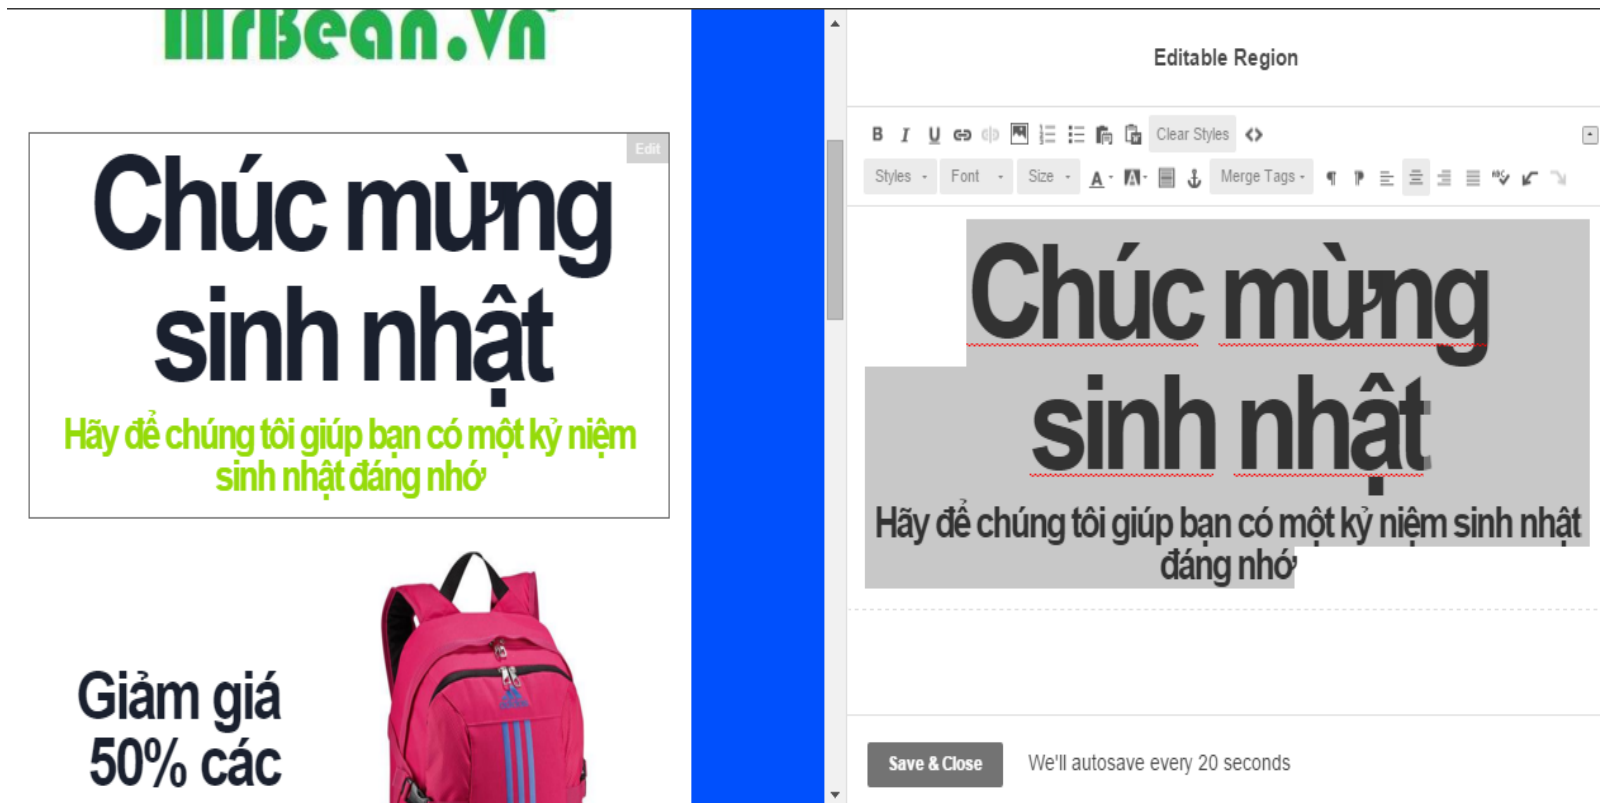 MrBean.vn
Edit
Chúc mừng
sinh nhật
Hãy để chúng tôi giúp bạn có một kỷ niệm
sinh nhật đáng nhớ
Giảm giá
50% các
adidas
Editable Region
B I U Clear Styles
Styles Font Size A A Merge Tags ABC
Chúc mừng
sinh nhật
Hãy để chúng tôi giúp bạn có một kỷ niệm sinh nhật
đáng nhớ
Save & Close We'll autosave every 20 seconds